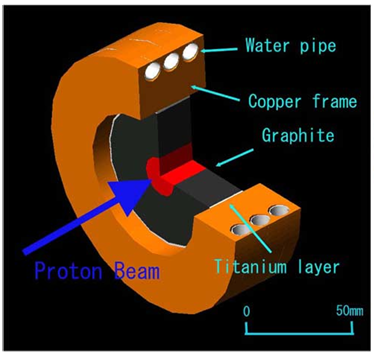 Water pipe
Copper frame
Graphite
Proton Beam
Titanium layer
0 50mm